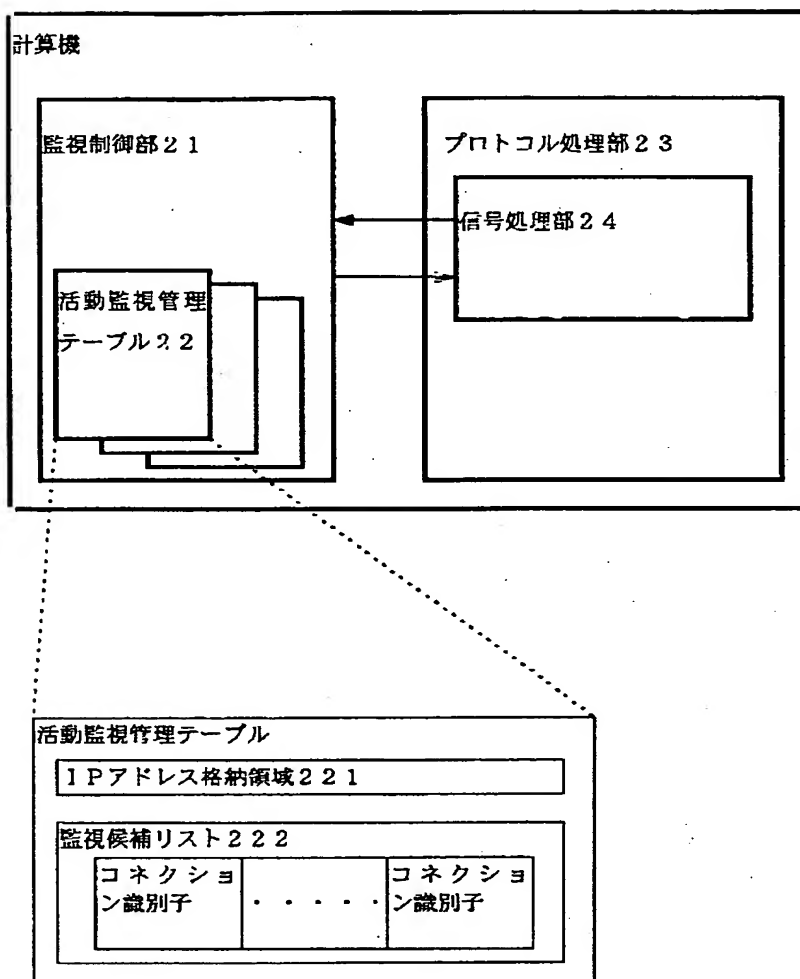 計算機
監視制御部21
プロトコル処理部23
信号処理部24
活動監視管理
テーブル22
活動監視管理テーブル
IPアドレス格納領域221
監視候補リスト222
コネクショ
ン識別子
・・・・・
コネクショ
ン識別子